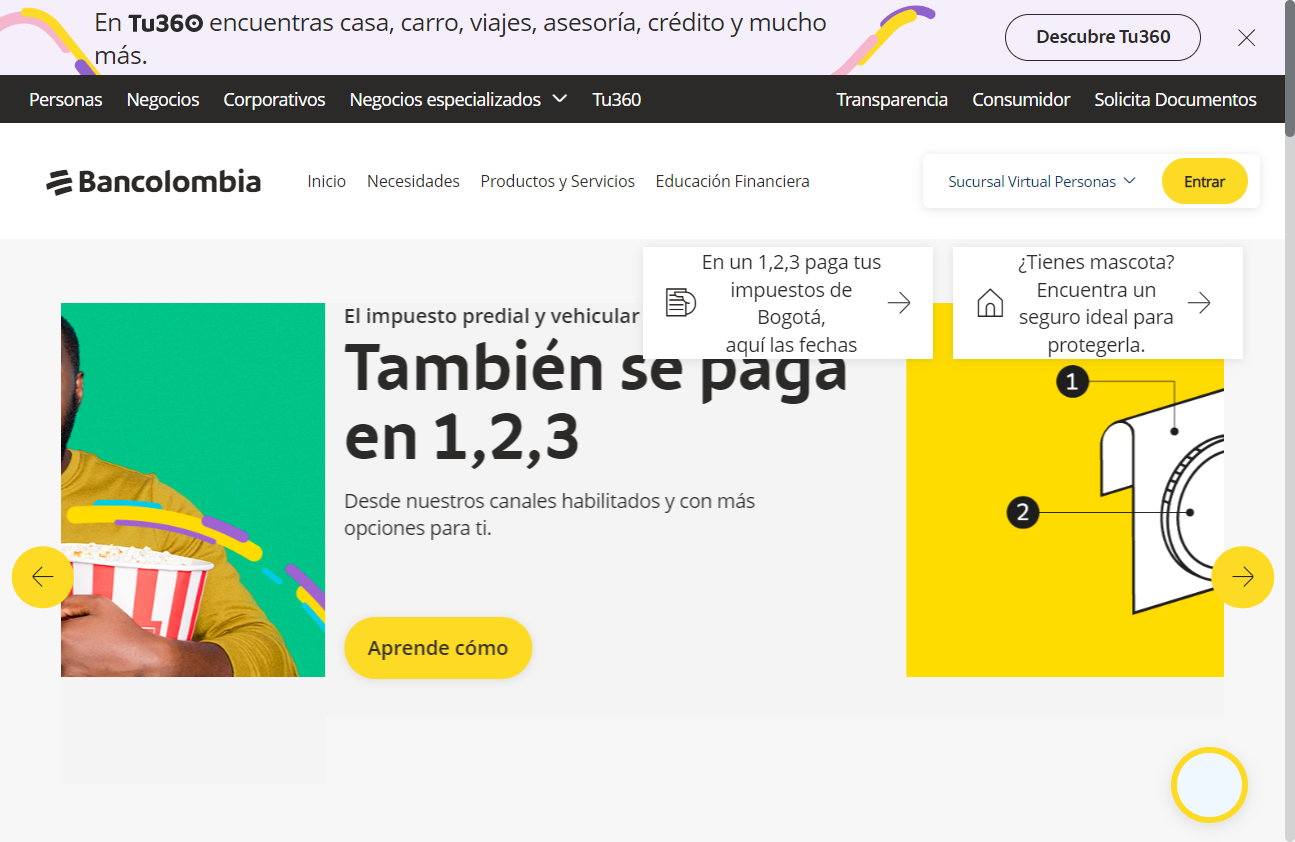 En Tu360 encuentras casa, carro, viajes, asesoría, crédito y mucho
más.
Descubre Tu360
Personas Negocios Corporativos Negocios especializados Tu360 Transparencia Consumidor Solicita Documentos
Bancolombia Inicio Necesidades Productos y Servicios Educación Financiera Sucursal Virtual Personas Entrar
En un 1,2,3 paga tus
impuestos de
Bogotá,
aquí las fechas
¿Tienes mascota?
Encuentra un
seguro ideal para
protegerla.
El impuesto predial y vehicular
También se paga
en 1,2,3
Desde nuestros canales habilitados y con más
opciones para ti.
Aprende cómo
1
2